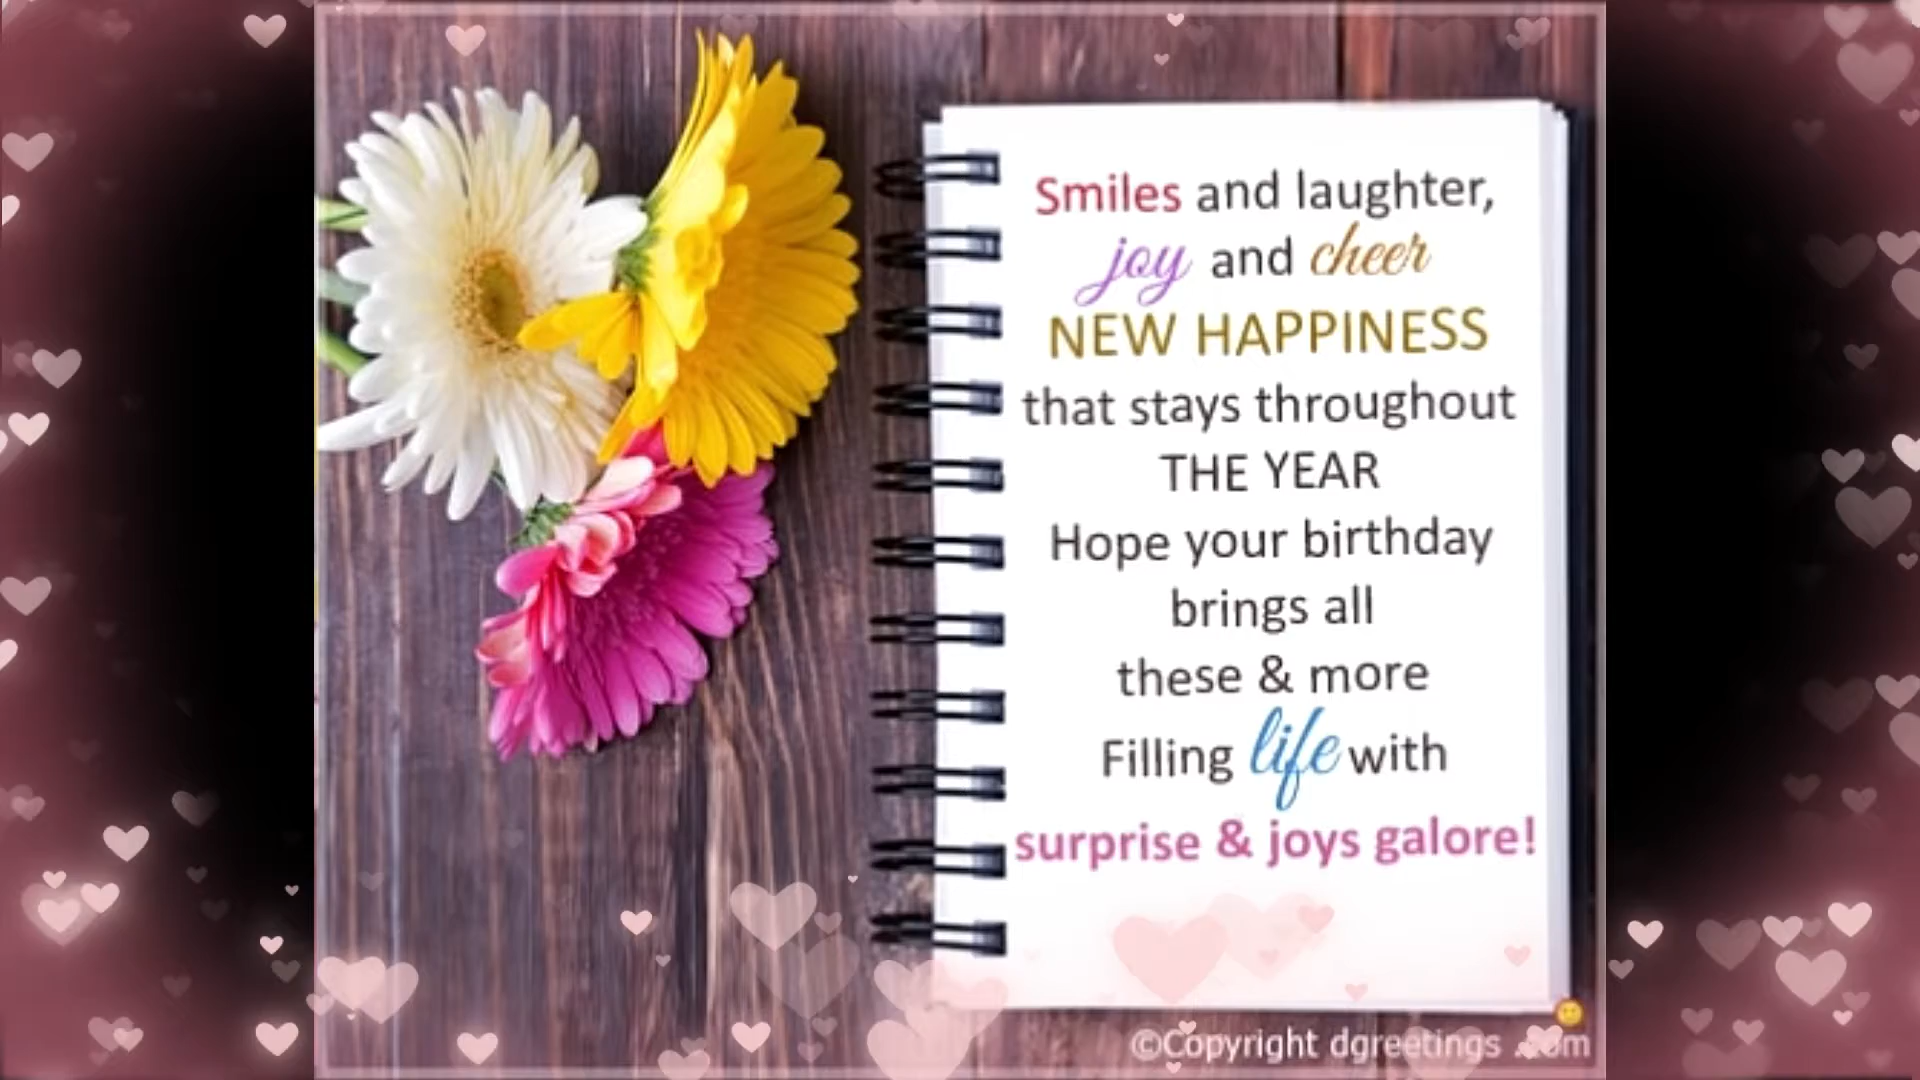 Smiles and laughter,
joy and cheer
NEW HAPPINESS
that stays throughout
THE YEAR
Hope your birthday
brings all
these & more
Filling life with
surprise & joys galore!
©Copyright dgreetings .com